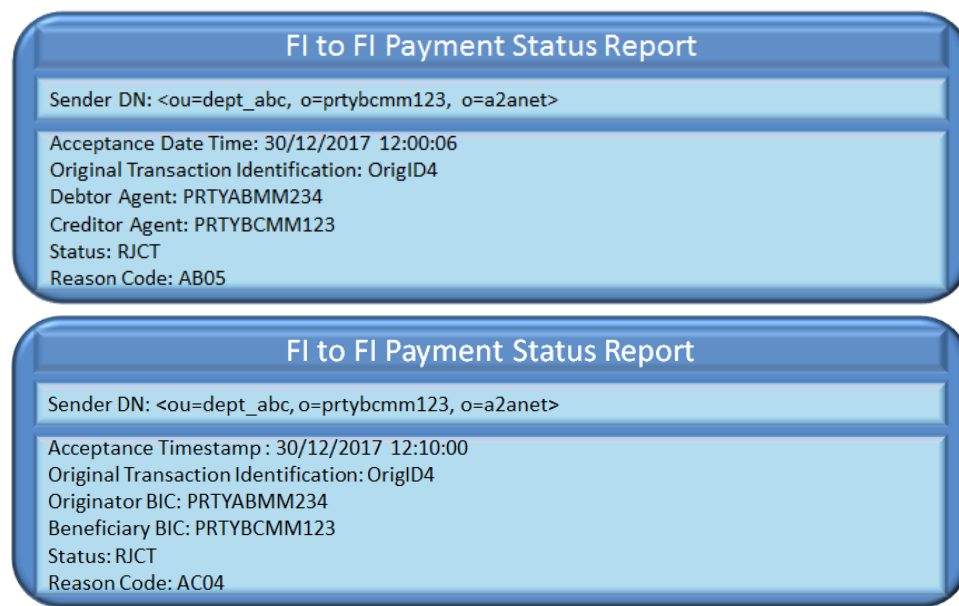 FI to FI Payment Status Report
Sender DN: <ou=dept_abc, o=prtybcmm123, o=a2anet>
Acceptance Date Time: 30/12/2017 12:00:06
Original Transaction Identification: OrigID4
Debtor Agent: PRTYABMM234
Creditor Agent: PRTYBCMM123
Status: RJCT
Reason Code: AB05
FI to FI Payment Status Report
Sender DN: <ou=dept_abc, o=prtybcmm123, o=a2anet>
Acceptance Timestamp : 30/12/2017 12:10:00
Original Transaction Identification: OrigID4
Originator BIC: PRTYABMM234
Beneficiary BIC: PRTYBCMM123
Status: RJCT
Reason Code: AC04